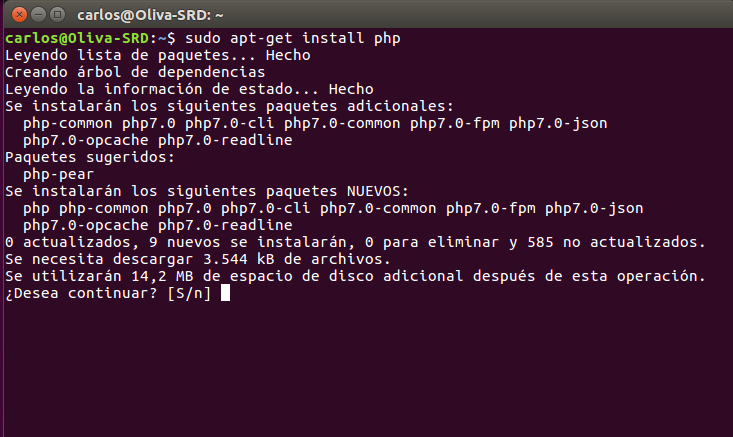 carlos@Oliva-SRD: ~
carlos@Oliva-SRD:~$ sudo apt-get install php
Leyendo lista de paquetes... Hecho
Creando árbol de dependencias
Leyendo la información de estado... Hecho
Se instalarán los siguientes paquetes adicionales:
  php-common php7.0 php7.0-cli php7.0-common php7.0-fpm php7.0-json
  php7.0-opcache php7.0-readline
Paquetes sugeridos:
  php-pear
Se instalarán los siguientes paquetes NUEVOS:
  php php-common php7.0 php7.0-cli php7.0-common php7.0-fpm php7.0-json
  php7.0-opcache php7.0-readline
0 actualizados, 9 nuevos se instalarán, 0 para eliminar y 585 no actualizados.
Se necesita descargar 3.544 kB de archivos.
Se utilizarán 14,2 MB de espacio de disco adicional después de esta operación.
¿Desea continuar? [S/n]